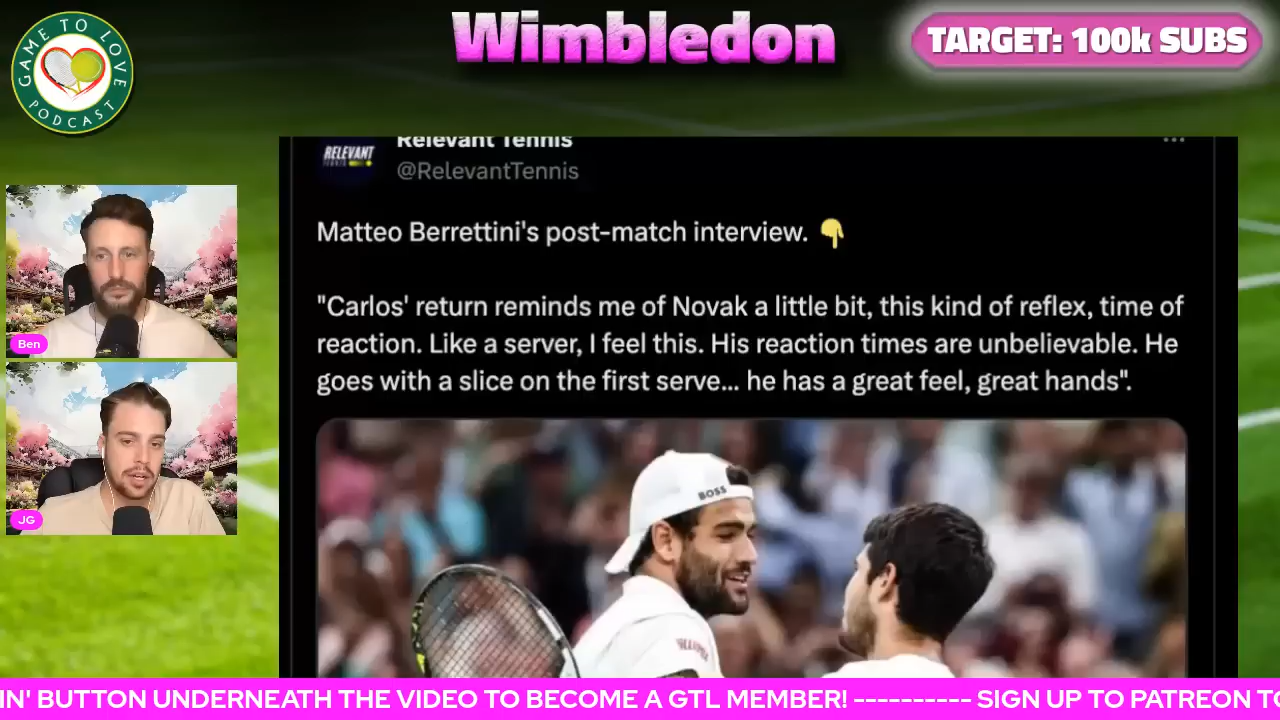 GAME TO LOVE
PODCAST
Wimbledon
TARGET: 100k SUBS
Relevant Tennis
RELEVANT
@RelevantTennis
Matteo Berrettini's post-match interview. 👇
"Carlos' return reminds me of Novak a little bit, this kind of reflex, time of
reaction. Like a server, I feel this. His reaction times are unbelievable. He
goes with a slice on the first serve... he has a great feel, great hands".
BOSS
Ben
JG
IN' BUTTON UNDERNEATH THE VIDEO TO BECOME A GTL MEMBER! ---------- SIGN UP TO PATREON TO